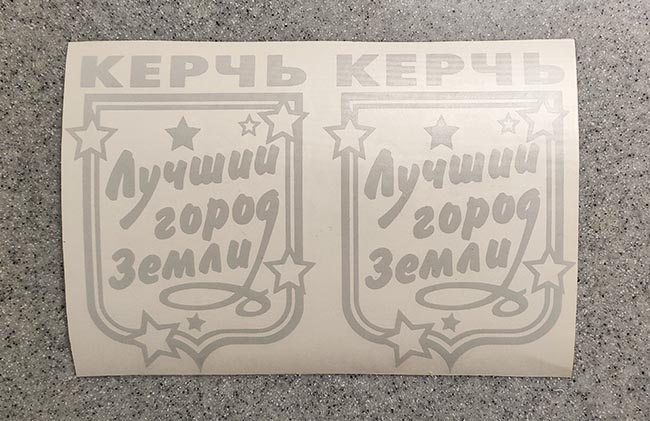 КЕРЧЬ
Лучший
город
Земли
КЕРЧЬ
Лучший
город
Земли